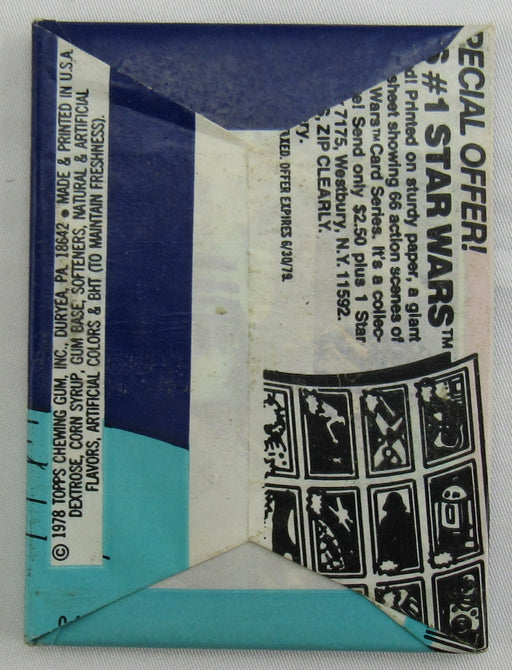 © 1978 TOPPS CHEWING GUM, INC., DURYEA, PA. 18642 • MADE & PRINTED IN U.S.A
DEXTROSE, CORN SYRUP, GUM BASE, SOFTENERS, NATURAL & ARTIFICIAL
FLAVORS, ARTIFICIAL COLORS & BHT (TO MAINTAIN FRESHNESS).
PECIAL OFFER!
S #1 STAR WARS™
d! Printed on sturdy paper, a giant
sheet showing 66 action scenes of
Wars™ Card Series. It's a collec-
e! Send only $2.50 plus 1 Star
7175, Westbury, N.Y. 11592.
, ZIP CLEARLY.
ry.
TAXED. OFFER EXPIRES 6/30/79.